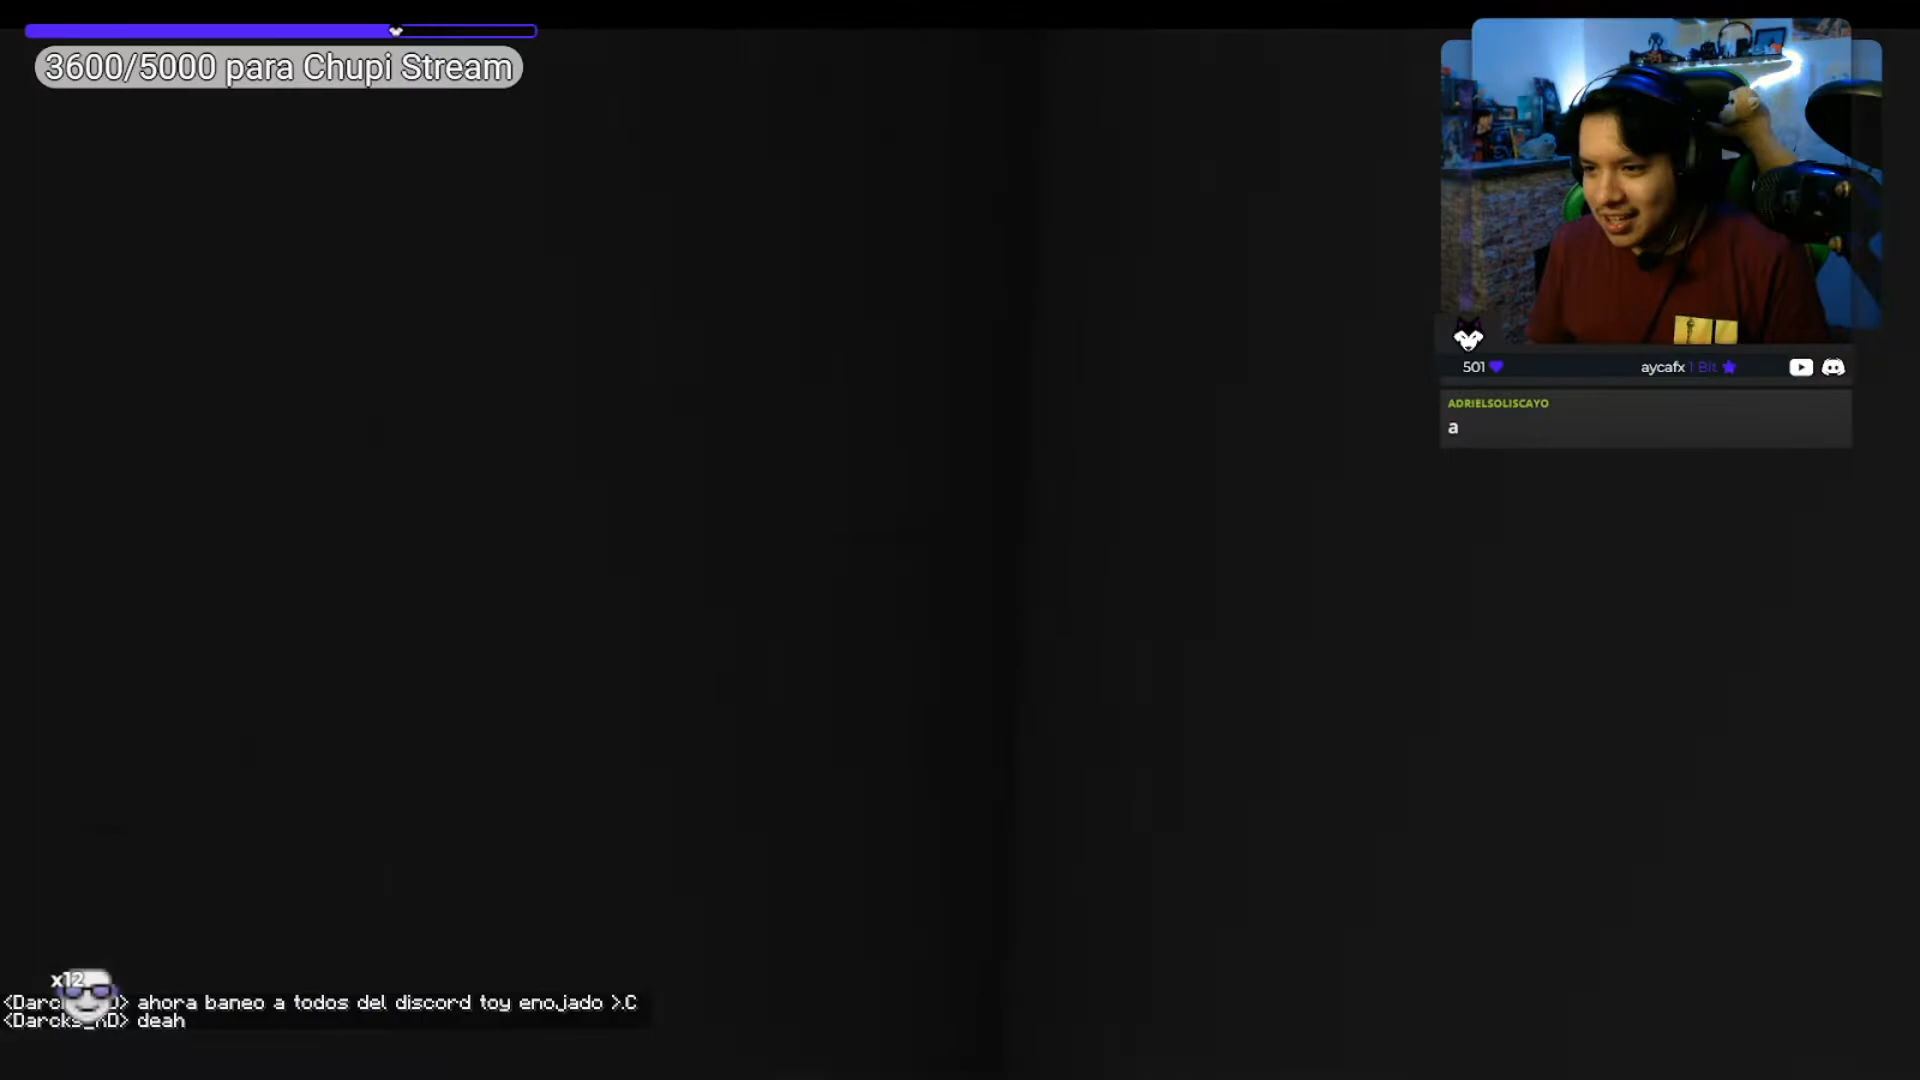 3600/5000 para Chupi Stream
501
aycafx 1 Bit
ADRIELSOLISCAYO
a
x12
ahora baneo a todos del discord toy enojado >:C
deah